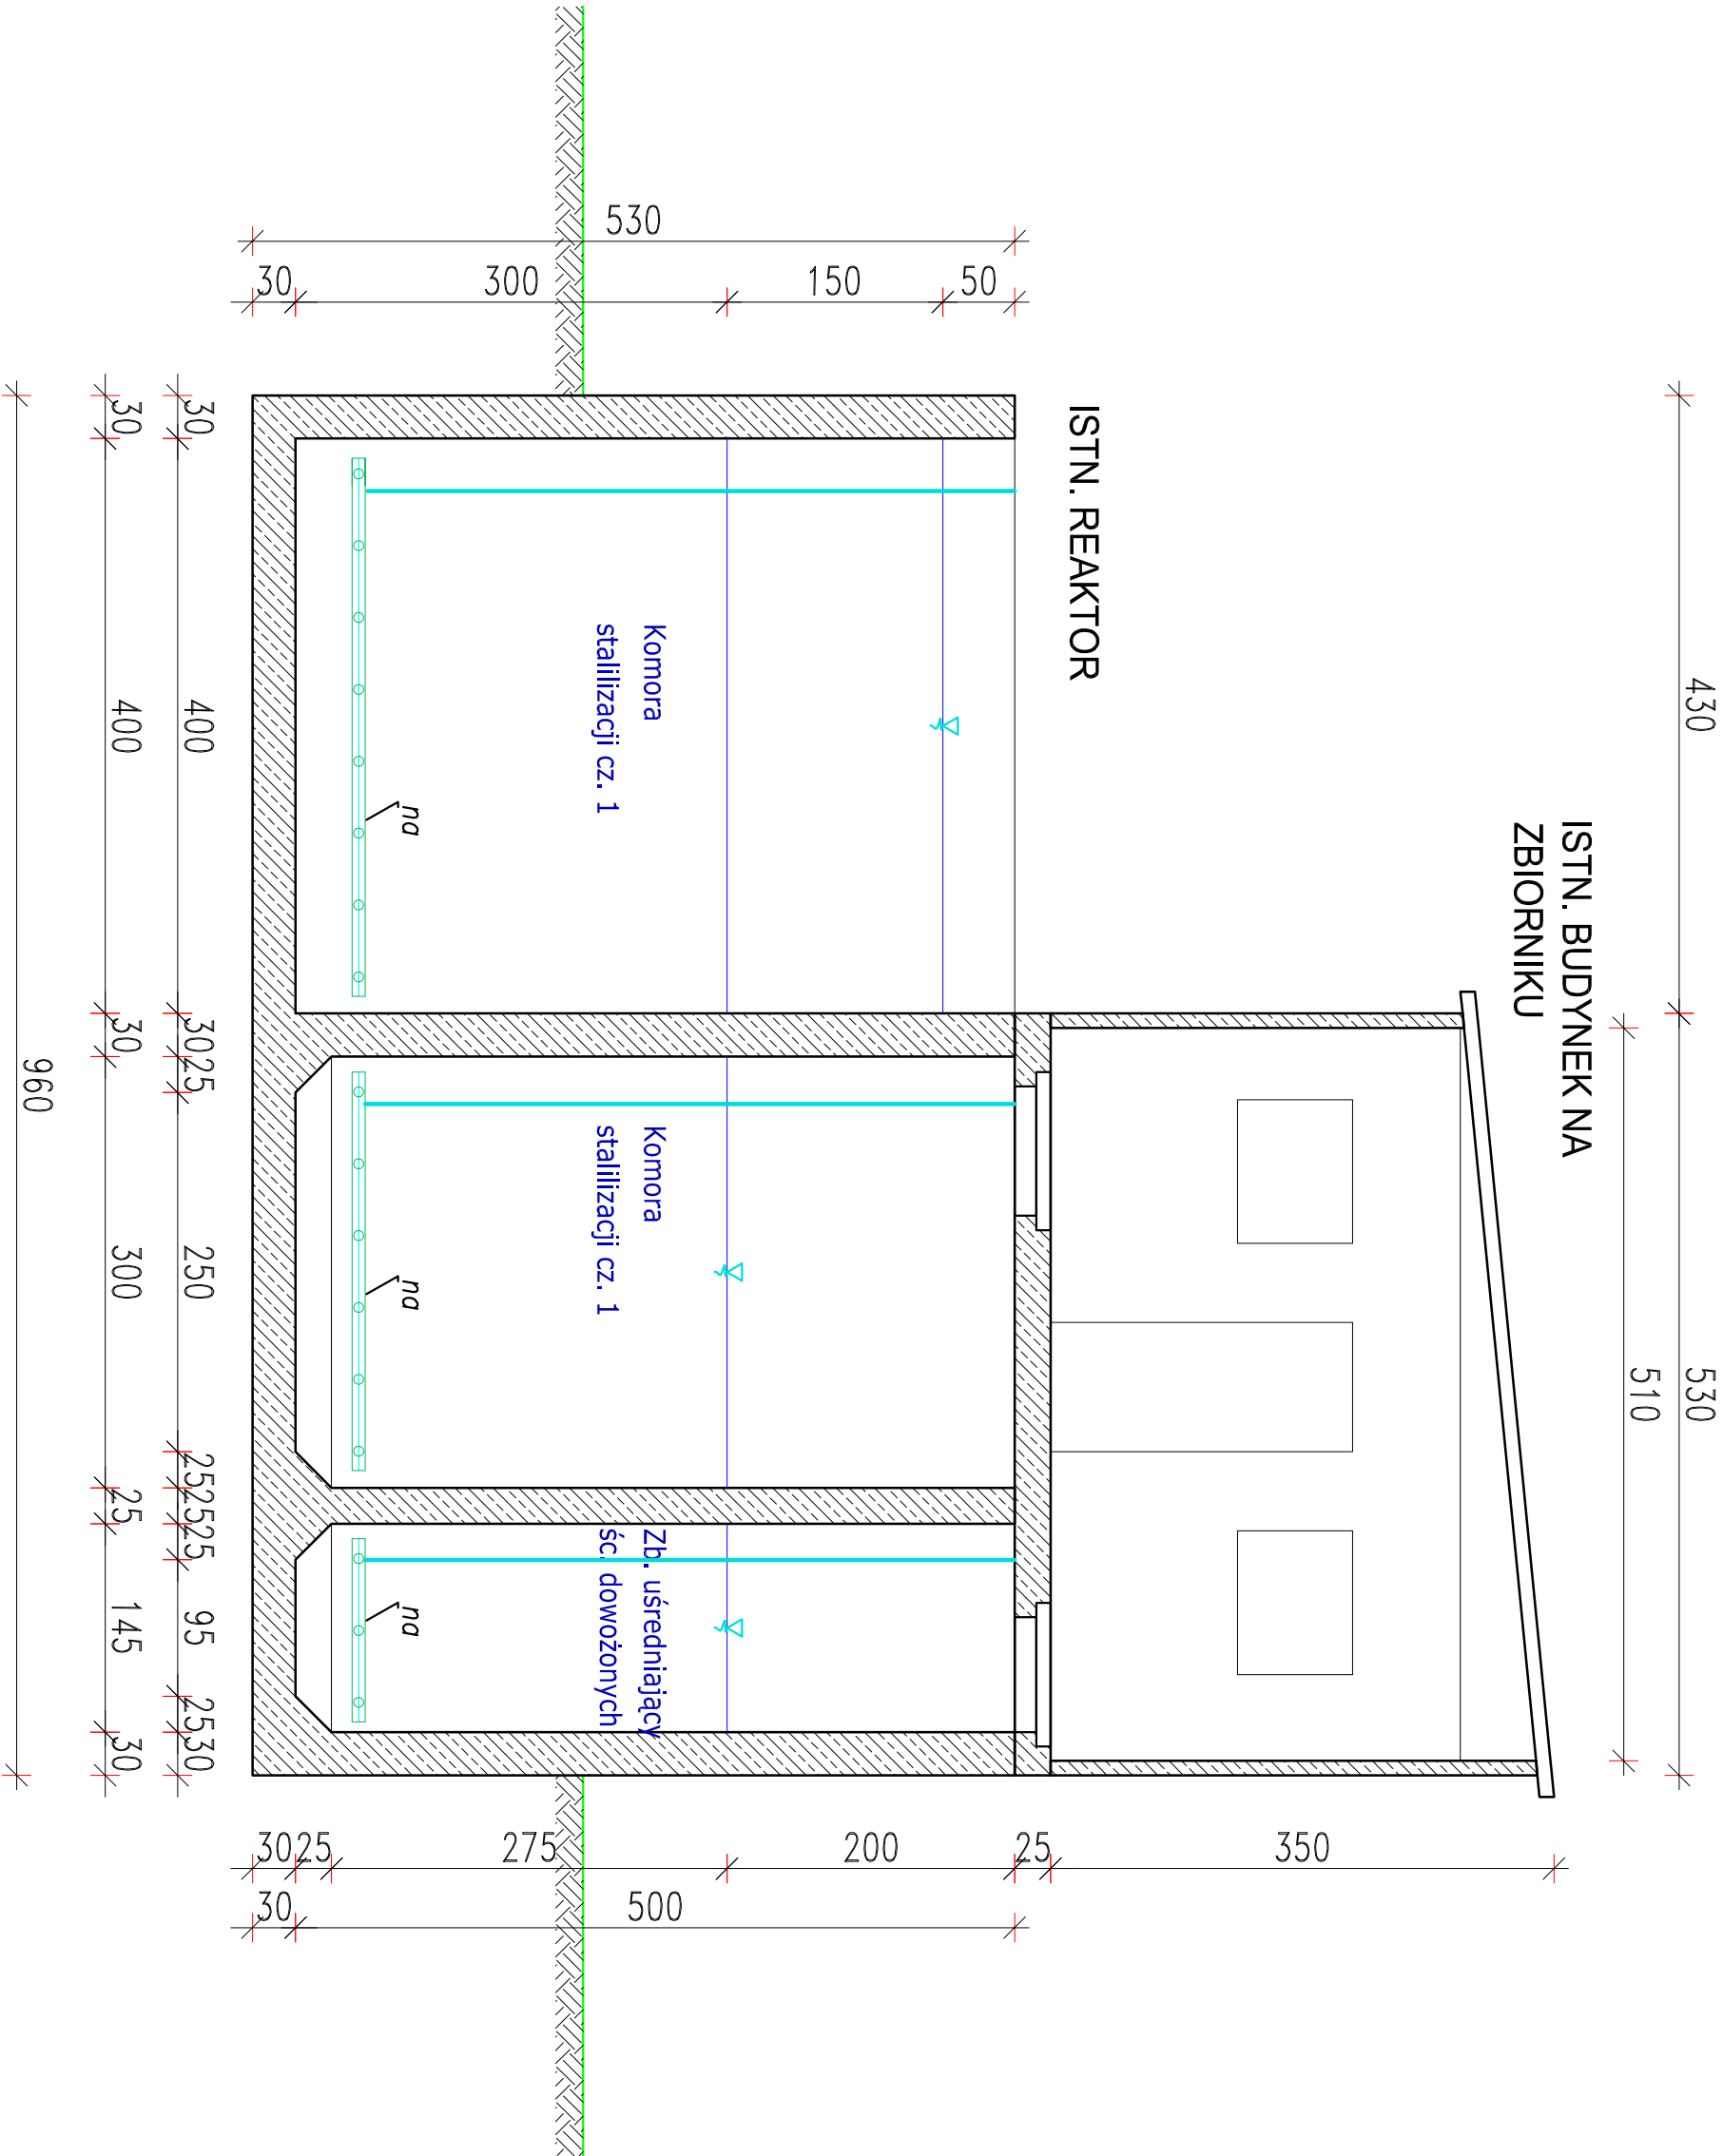 430
530
510
ISTN. BUDYNEK NA
ZBIORNIKU
ISTN. REAKTOR
530
30
300
150
50
Komora
stalilizacji cz. 1
na
Komora
stalilizacji cz. 1
na
Zb. uśredniający
ść. dowożonych
na
30
25
275
200
25
350
30
500
30
400
30
25
250
25
25
25
95
25
30
30
400
30
300
25
145
30
960